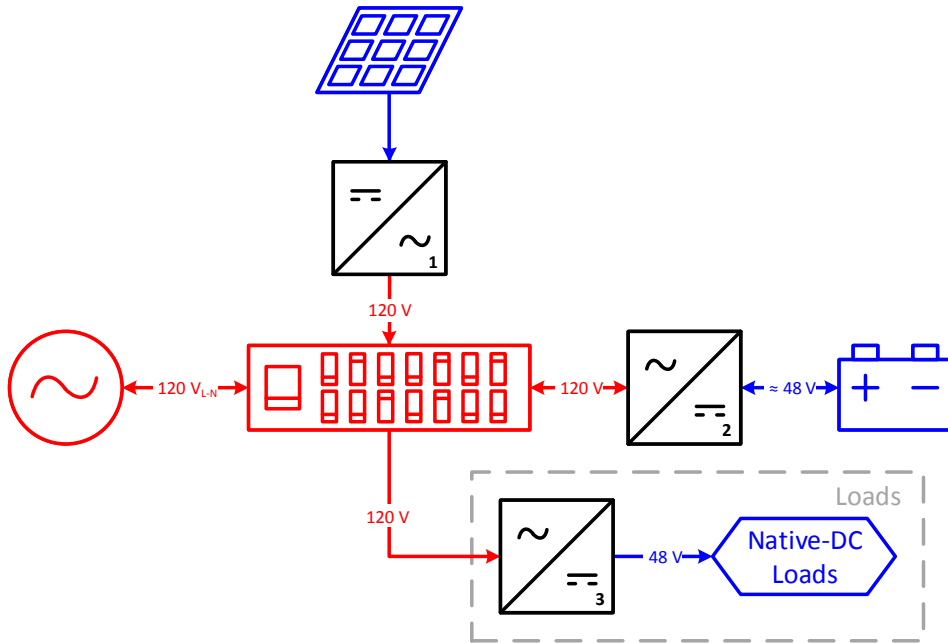 1
120 V
120 V_L-N
120 V
≈ 48 V
2
+ −
120 V
Loads
48 V
Native-DC
Loads
3